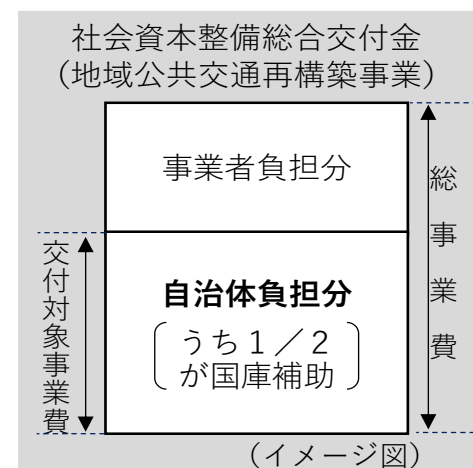 社会資本整備総合交付金
（地域公共交通再構築事業）
事業者負担分
総事業費
交付対象事業費
自治体負担分
うち１／２
が国庫補助
（イメージ図）